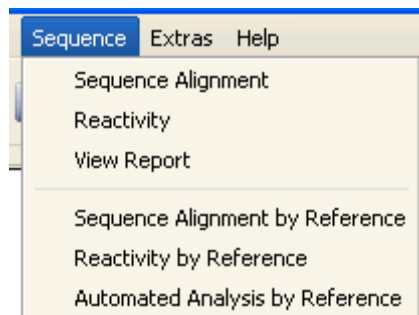 Sequence Extras Help
Sequence Alignment
Reactivity
View Report
Sequence Alignment by Reference
Reactivity by Reference
Automated Analysis by Reference